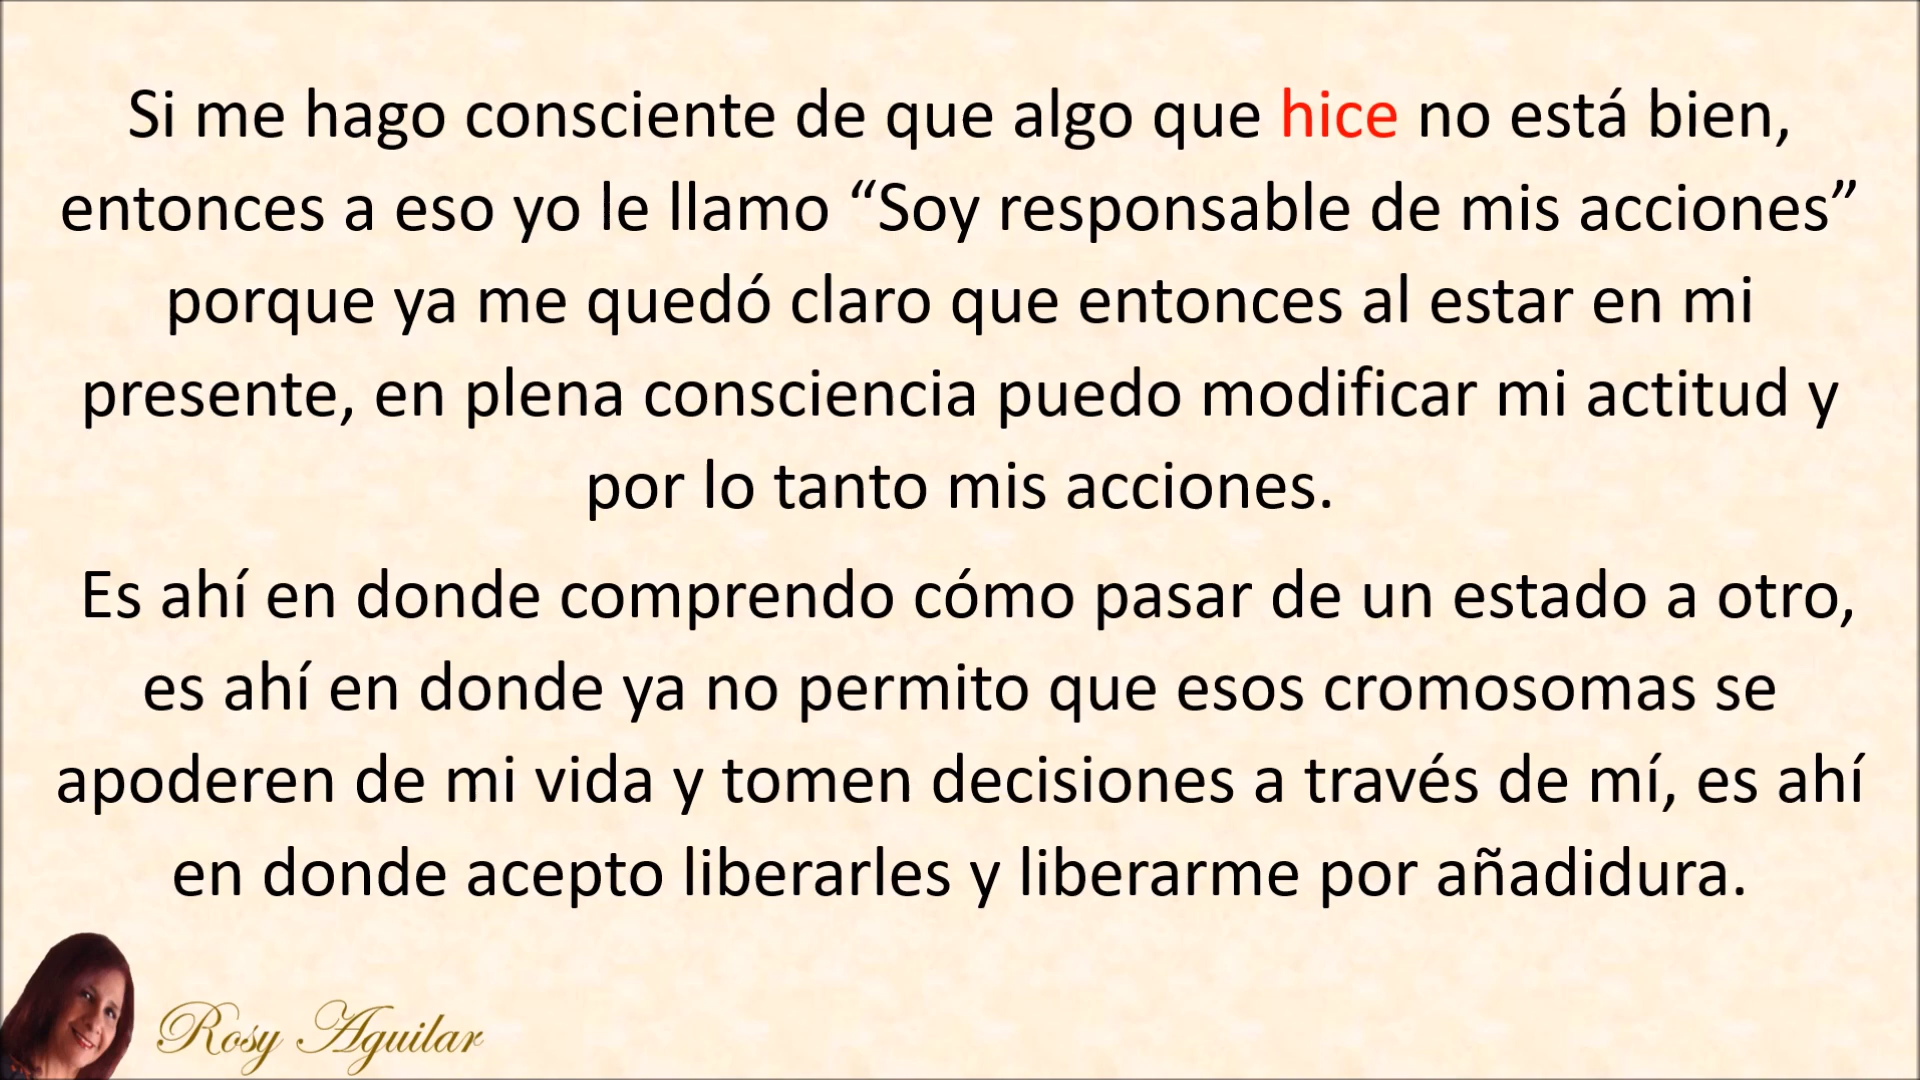 Si me hago consciente de que algo que hice no está bien,
entonces a eso yo le llamo “Soy responsable de mis acciones”
porque ya me quedó claro que entonces al estar en mi
presente, en plena consciencia puedo modificar mi actitud y
por lo tanto mis acciones.
Es ahí en donde comprendo cómo pasar de un estado a otro,
es ahí en donde ya no permito que esos cromosomas se
apoderen de mi vida y tomen decisiones a través de mí, es ahí
en donde acepto liberarles y liberarme por añadidura.
Rosy Aguilar